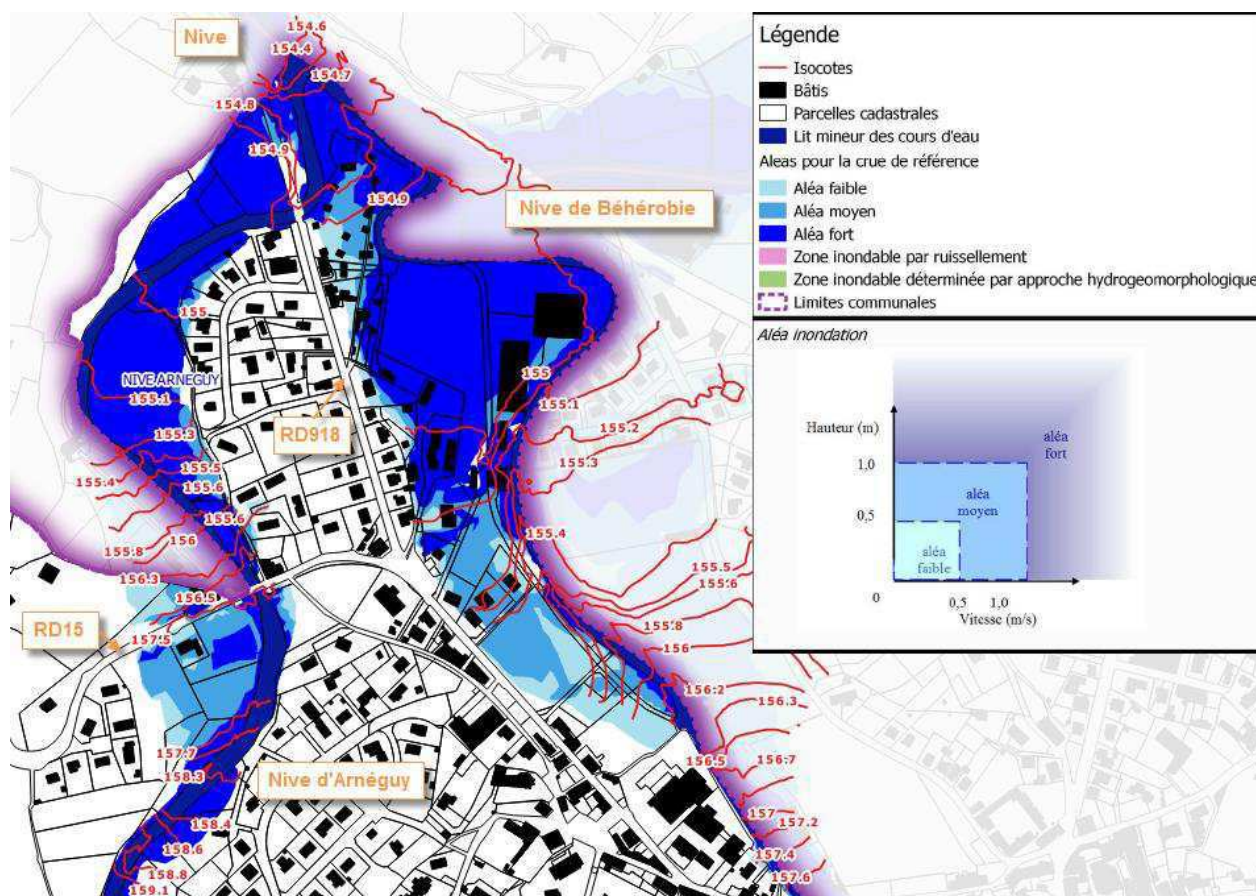 Nive
154.6
154.4
154.7
154.8
154.9
154.9
Nive de Béhérobie
155
NIVE ARNEGUY
155.1
155.3
155.5
155.4
155.6
155.6
155.8
156
156.3
156.5
RD918
155
155.1
155.2
155.3
155.4
155.5
155.6
155.8
156
156.2
156.3
156.5
156.7
157
157.2
157.4
157.6
RD15
157.5
157.7
158.3
Nive d'Arnéguy
158.4
158.6
158.8
159.1
Légende
Isocotes
Bâtis
Parcelles cadastrales
Lit mineur des cours d'eau
Aleas pour la crue de référence
Aléa faible
Aléa moyen
Aléa fort
Zone inondable par ruissellement
Zone inondable déterminée par approche hydrogeomorphologique
Limites communales
Aléa inondation
Hauteur (m)
1,0
0,5
0
aléa
fort
aléa
moyen
aléa
faible
0,5
1,0
Vitesse (m/s)